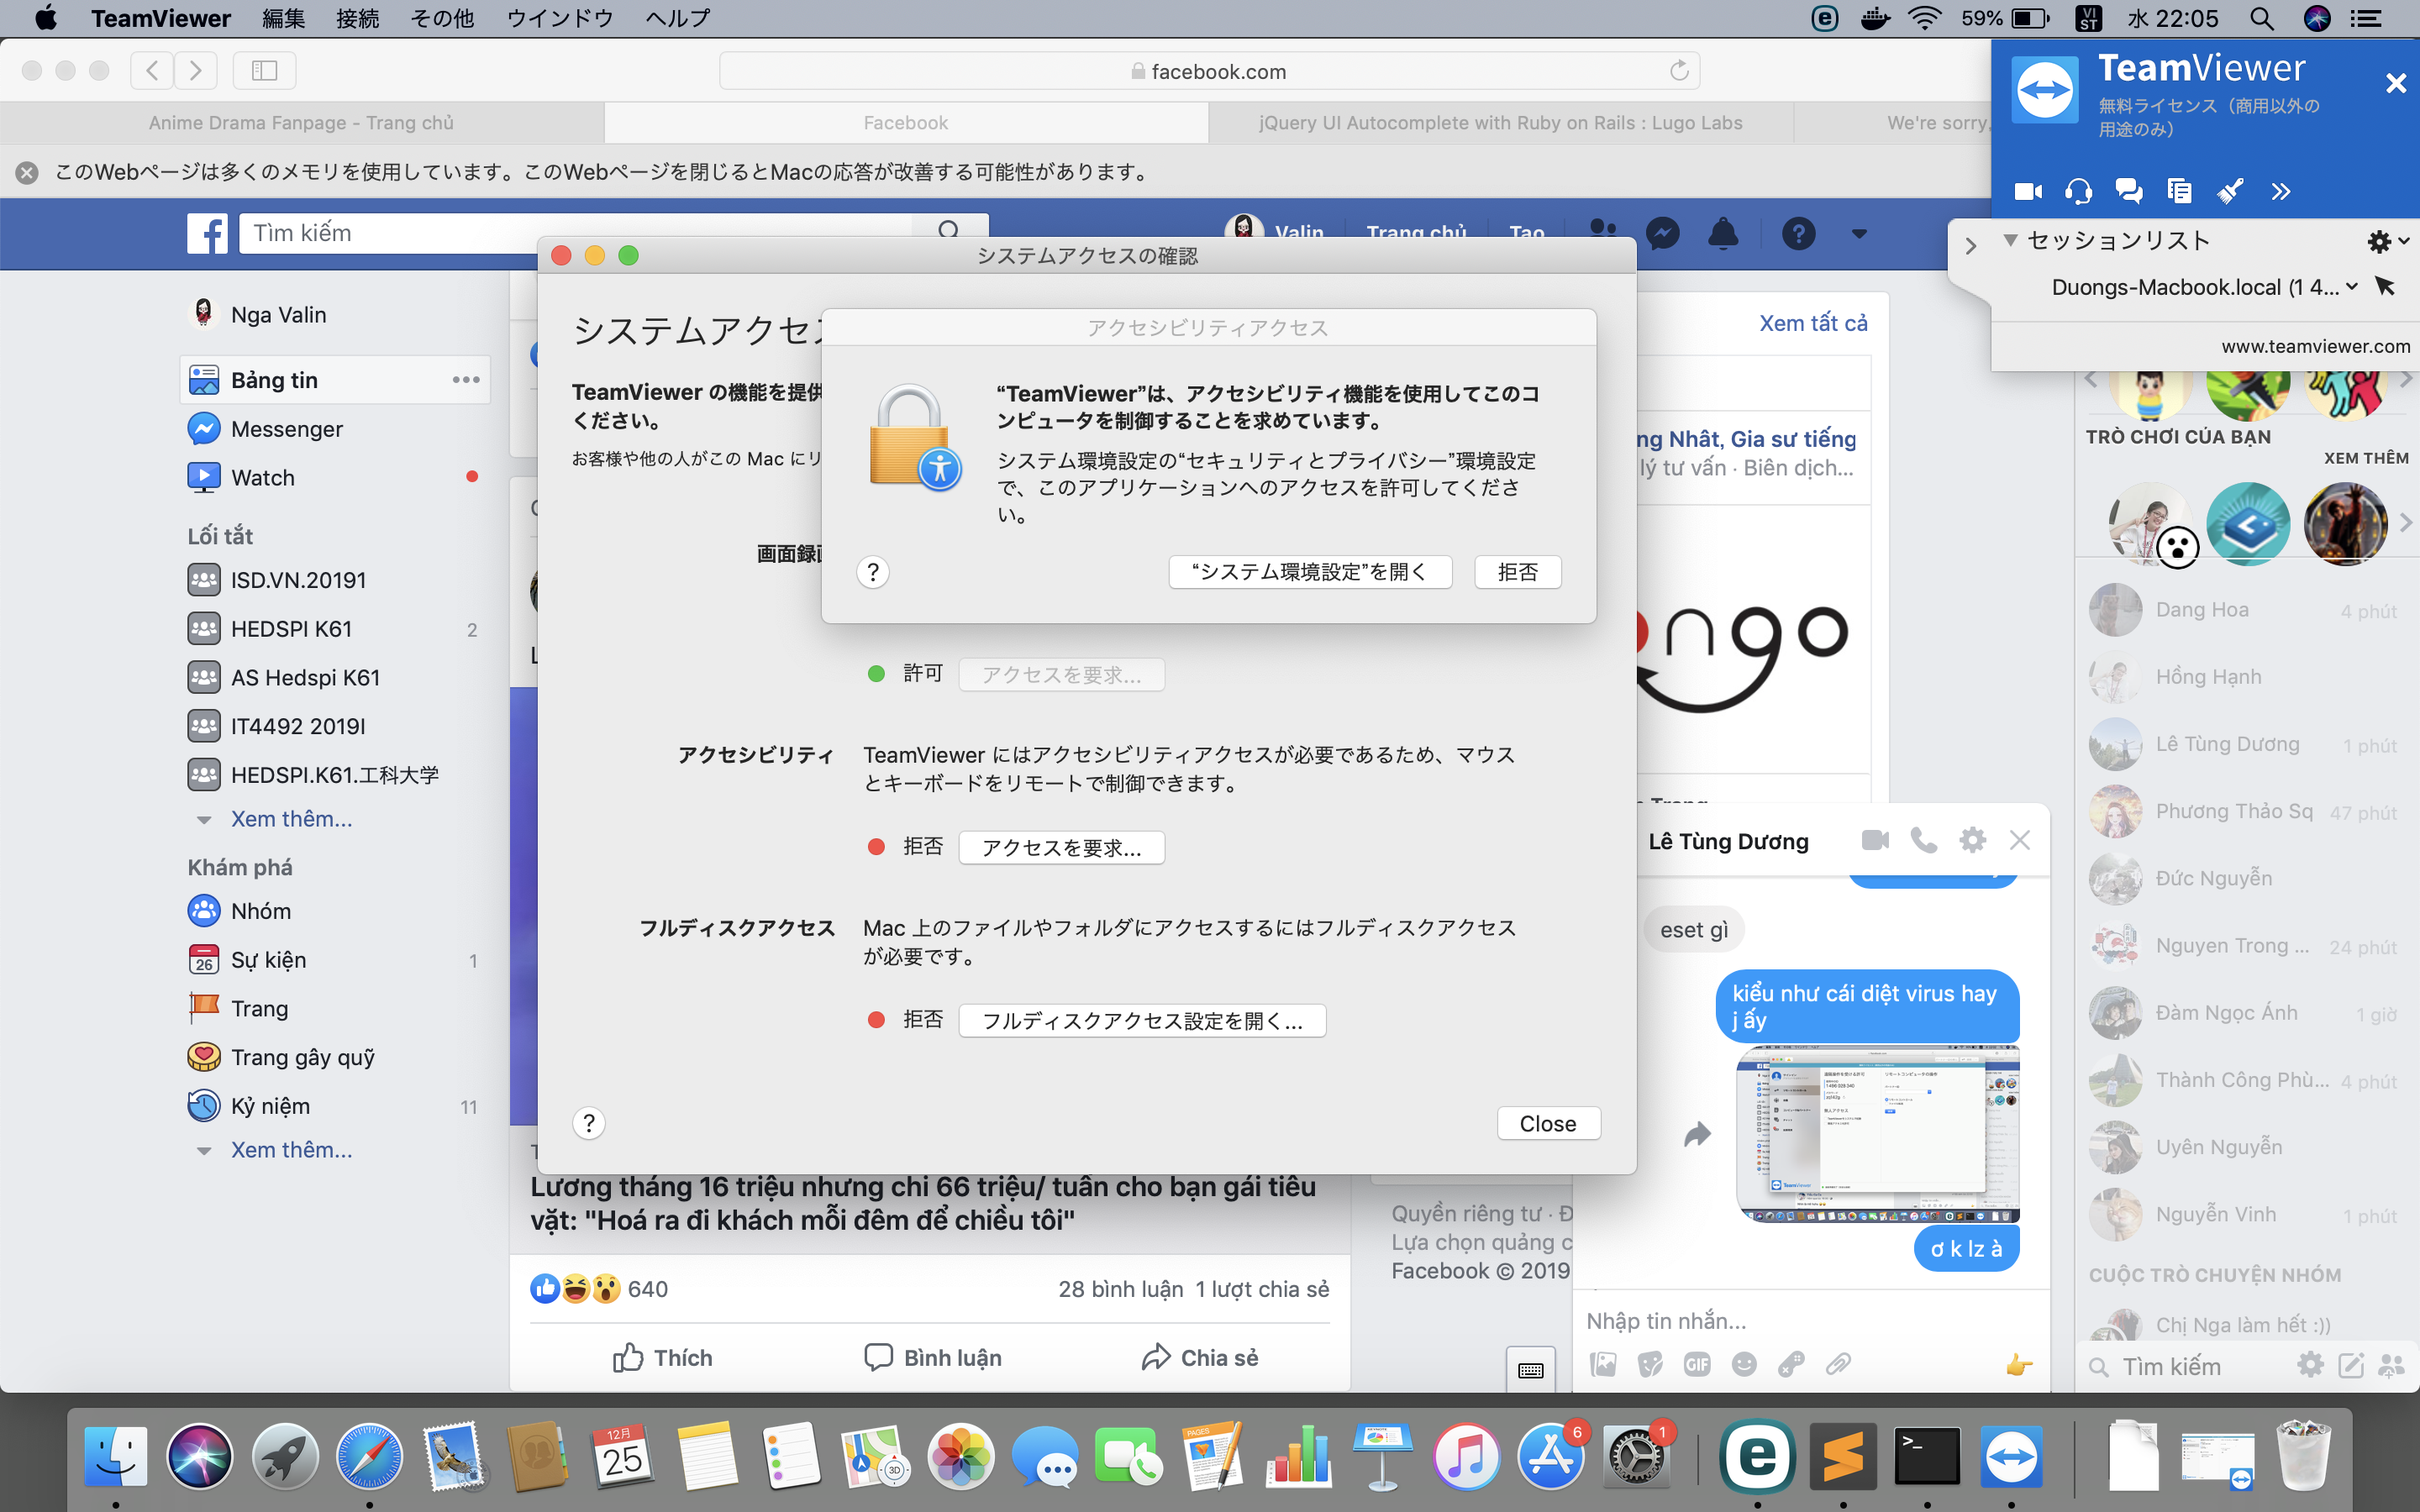 TeamViewer 編集 接続 その他 ウインドウ ヘルプ
59% VI ST 水 22:05
facebook.com
Anime Drama Fanpage – Trang chủ
Facebook
jQuery UI Autocomplete with Ruby on Rails : Lugo Labs
We're sorry,
このWebページは多くのメモリを使用しています。このWebページを閉じるとMacの応答が改善する可能性があります。
TeamViewer
無料ライセンス（商用以外の
用途のみ）
セッションリスト
Duongs-Macbook.local (1 4...
www.teamviewer.com
Tìm kiếm
Valin Trang chủ Tạo
Nga Valin
Bảng tin
Messenger
Watch
Lối tắt
ISD.VN.20191
HEDSPI K61 2
AS Hedspi K61
IT4492 2019I
HEDSPI.K61.工科大学
Xem thêm...
Khám phá
Nhóm
26 Sự kiện 1
Trang
Trang gây quỹ
Kỷ niệm 11
Xem thêm...
システムアクセスの確認
システムアクセス
TeamViewer の機能を提供
ください。
お客様や他の人がこの Mac にリ
画面録画
アクセシビリティアクセス
“TeamViewer”は、アクセシビリティ機能を使用してこのコ
ンピュータを制御することを求めています。
システム環境設定の“セキュリティとプライバシー”環境設定
で、このアプリケーションへのアクセスを許可してくださ
い。
?
“システム環境設定”を開く
拒否
許可 アクセスを要求...
アクセシビリティ
TeamViewer にはアクセシビリティアクセスが必要であるため、マウス
とキーボードをリモートで制御できます。
拒否 アクセスを要求...
フルディスクアクセス
Mac 上のファイルやフォルダにアクセスするにはフルディスクアクセス
が必要です。
拒否 フルディスクアクセス設定を開く...
?
Close
Lương tháng 16 triệu nhưng chi 66 triệu/ tuần cho bạn gái tiêu
vặt: "Hoá ra đi khách mỗi đêm để chiều tôi"
640
28 bình luận 1 lượt chia sẻ
Thích Bình luận Chia sẻ
Xem tất cả
ng Nhât, Gia sư tiếng
lý tư vấn · Biên dịch...
ngo
Quyền riêng tư · Đ
Lựa chọn quảng c
Facebook © 2019
Lê Tùng Dương
eset gì
kiểu như cái diệt virus hay
j ấy
ơ k lz à
Nhập tin nhắn...
GIF
TRÒ CHƠI CỦA BẠN
XEM THÊM
Dang Hoa 4 phút
Hồng Hạnh
Lê Tùng Dương 1 phút
Phương Thảo Sq 47 phút
Đức Nguyễn
Nguyen Trong ... 24 phút
Đàm Ngọc Ánh 1 giờ
Thành Công Phù... 4 phút
Uyên Nguyễn
Nguyễn Vinh 1 phút
CUỘC TRÒ CHUYỆN NHÓM
Chị Nga làm hết :))
Tìm kiếm
12月
25
3D
PAGES
6
1
e
>_